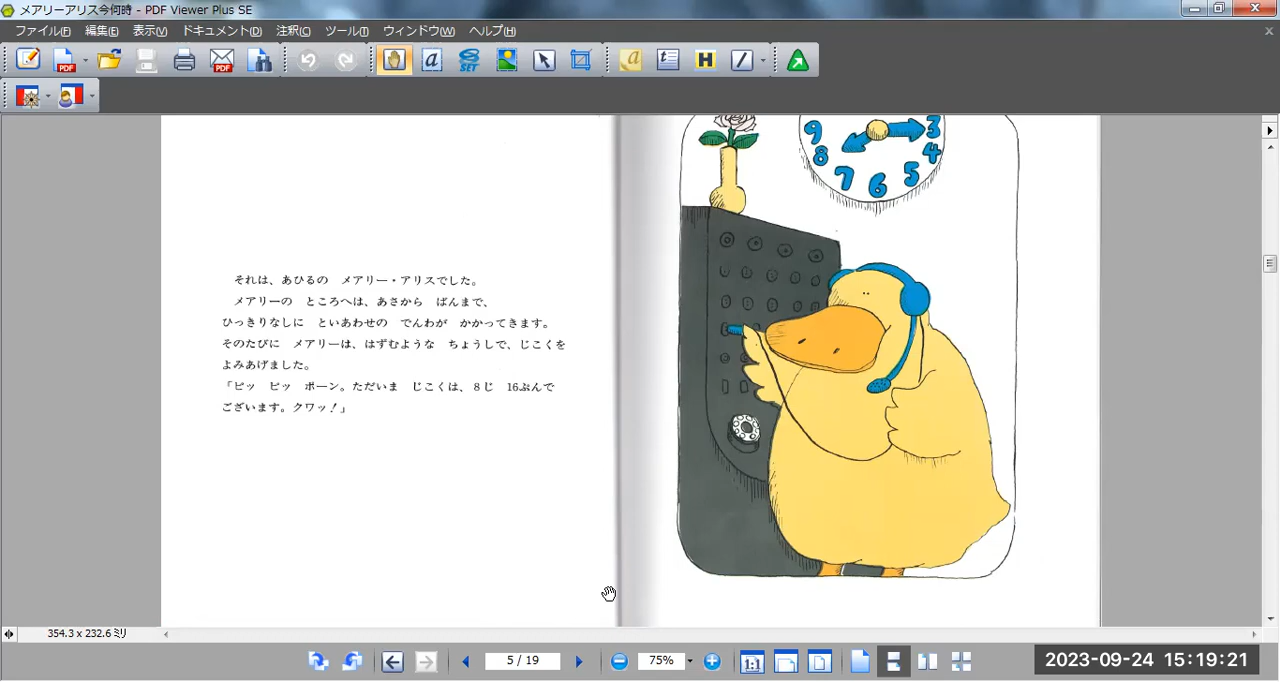 メアリーアリス今何時 - PDF Viewer Plus SE
ファイル(F) 編集(E) 表示(V) ドキュメント(D) 注釈(C) ツール(T) ウィンドウ(W) ヘルプ(H)
それは、あひるの メアリー・アリスでした。
メアリーの ところへは、あさから ばんまで、
ひっきりなしに といあわせの でんわが かかってきます。
そのたびに メアリーは、はずむような ちょうしで、じこくを
よみあげました。
「ピッ ピッ ポーン。ただいま じこくは、8じ 16ぷんで
ございます。クワッ！」
9 3
8 4
7 6 5
354.3 x 232.6 ミリ
5 / 19
75%
1:1
2023-09-24 15:19:21